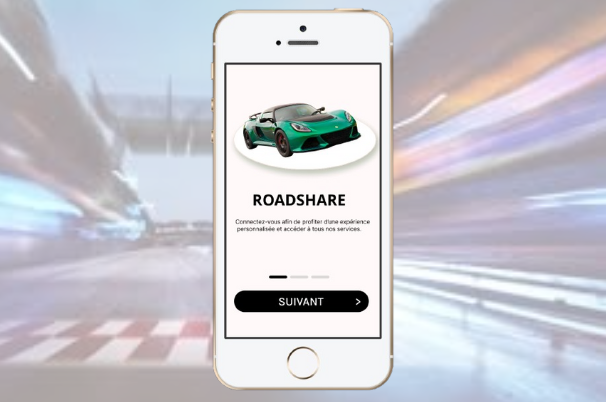 ROADSHARE
Connectez-vous afin de profiter d'une expérience
personnalisée et accéder à tous nos services.
SUIVANT